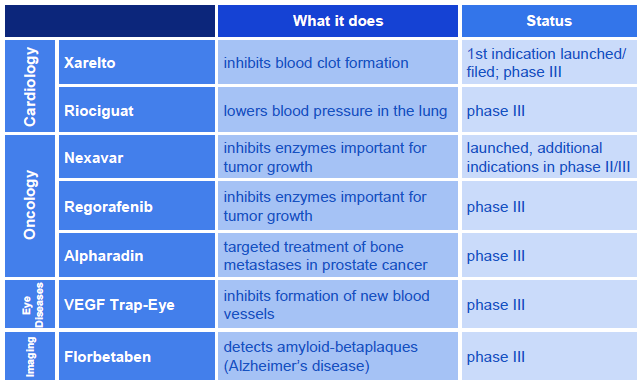 What it does
Status
Cardiology
Xarelto
inhibits blood clot formation
1st indication launched/
filed; phase III
Riociguat
lowers blood pressure in the lung
phase III
Oncology
Nexavar
inhibits enzymes important for
tumor growth
launched, additional
indications in phase II/III
Regorafenib
inhibits enzymes important for
tumor growth
phase III
Alpharadin
targeted treatment of bone
metastases in prostate cancer
phase III
Eye
Diseases
VEGF Trap-Eye
inhibits formation of new blood
vessels
phase III
Imaging
Florbetaben
detects amyloid-betaplaques
(Alzheimer's disease)
phase III